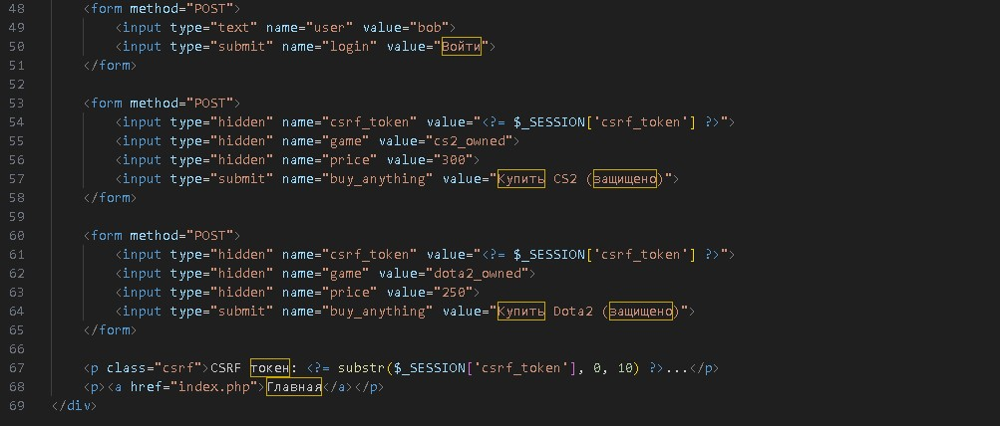 48 <form method="POST">
49 <input type="text" name="user" value="bob">
50 <input type="submit" name="login" value="Войти">
51 </form>
52
53 <form method="POST">
54 <input type="hidden" name="csrf_token" value="<?= $_SESSION['csrf_token'] ?>">
55 <input type="hidden" name="game" value="cs2_owned">
56 <input type="hidden" name="price" value="300">
57 <input type="submit" name="buy_anything" value="Купить CS2 (защищено)">
58 </form>
59
60 <form method="POST">
61 <input type="hidden" name="csrf_token" value="<?= $_SESSION['csrf_token'] ?>">
62 <input type="hidden" name="game" value="dota2_owned">
63 <input type="hidden" name="price" value="250">
64 <input type="submit" name="buy_anything" value="Купить Dota2 (защищено)">
65 </form>
66
67 <p class="csrf">CSRF токен: <?= substr($_SESSION['csrf_token'], 0, 10) ?>...</p>
68 <p><a href="index.php">Главная</a></p>
69 </div>